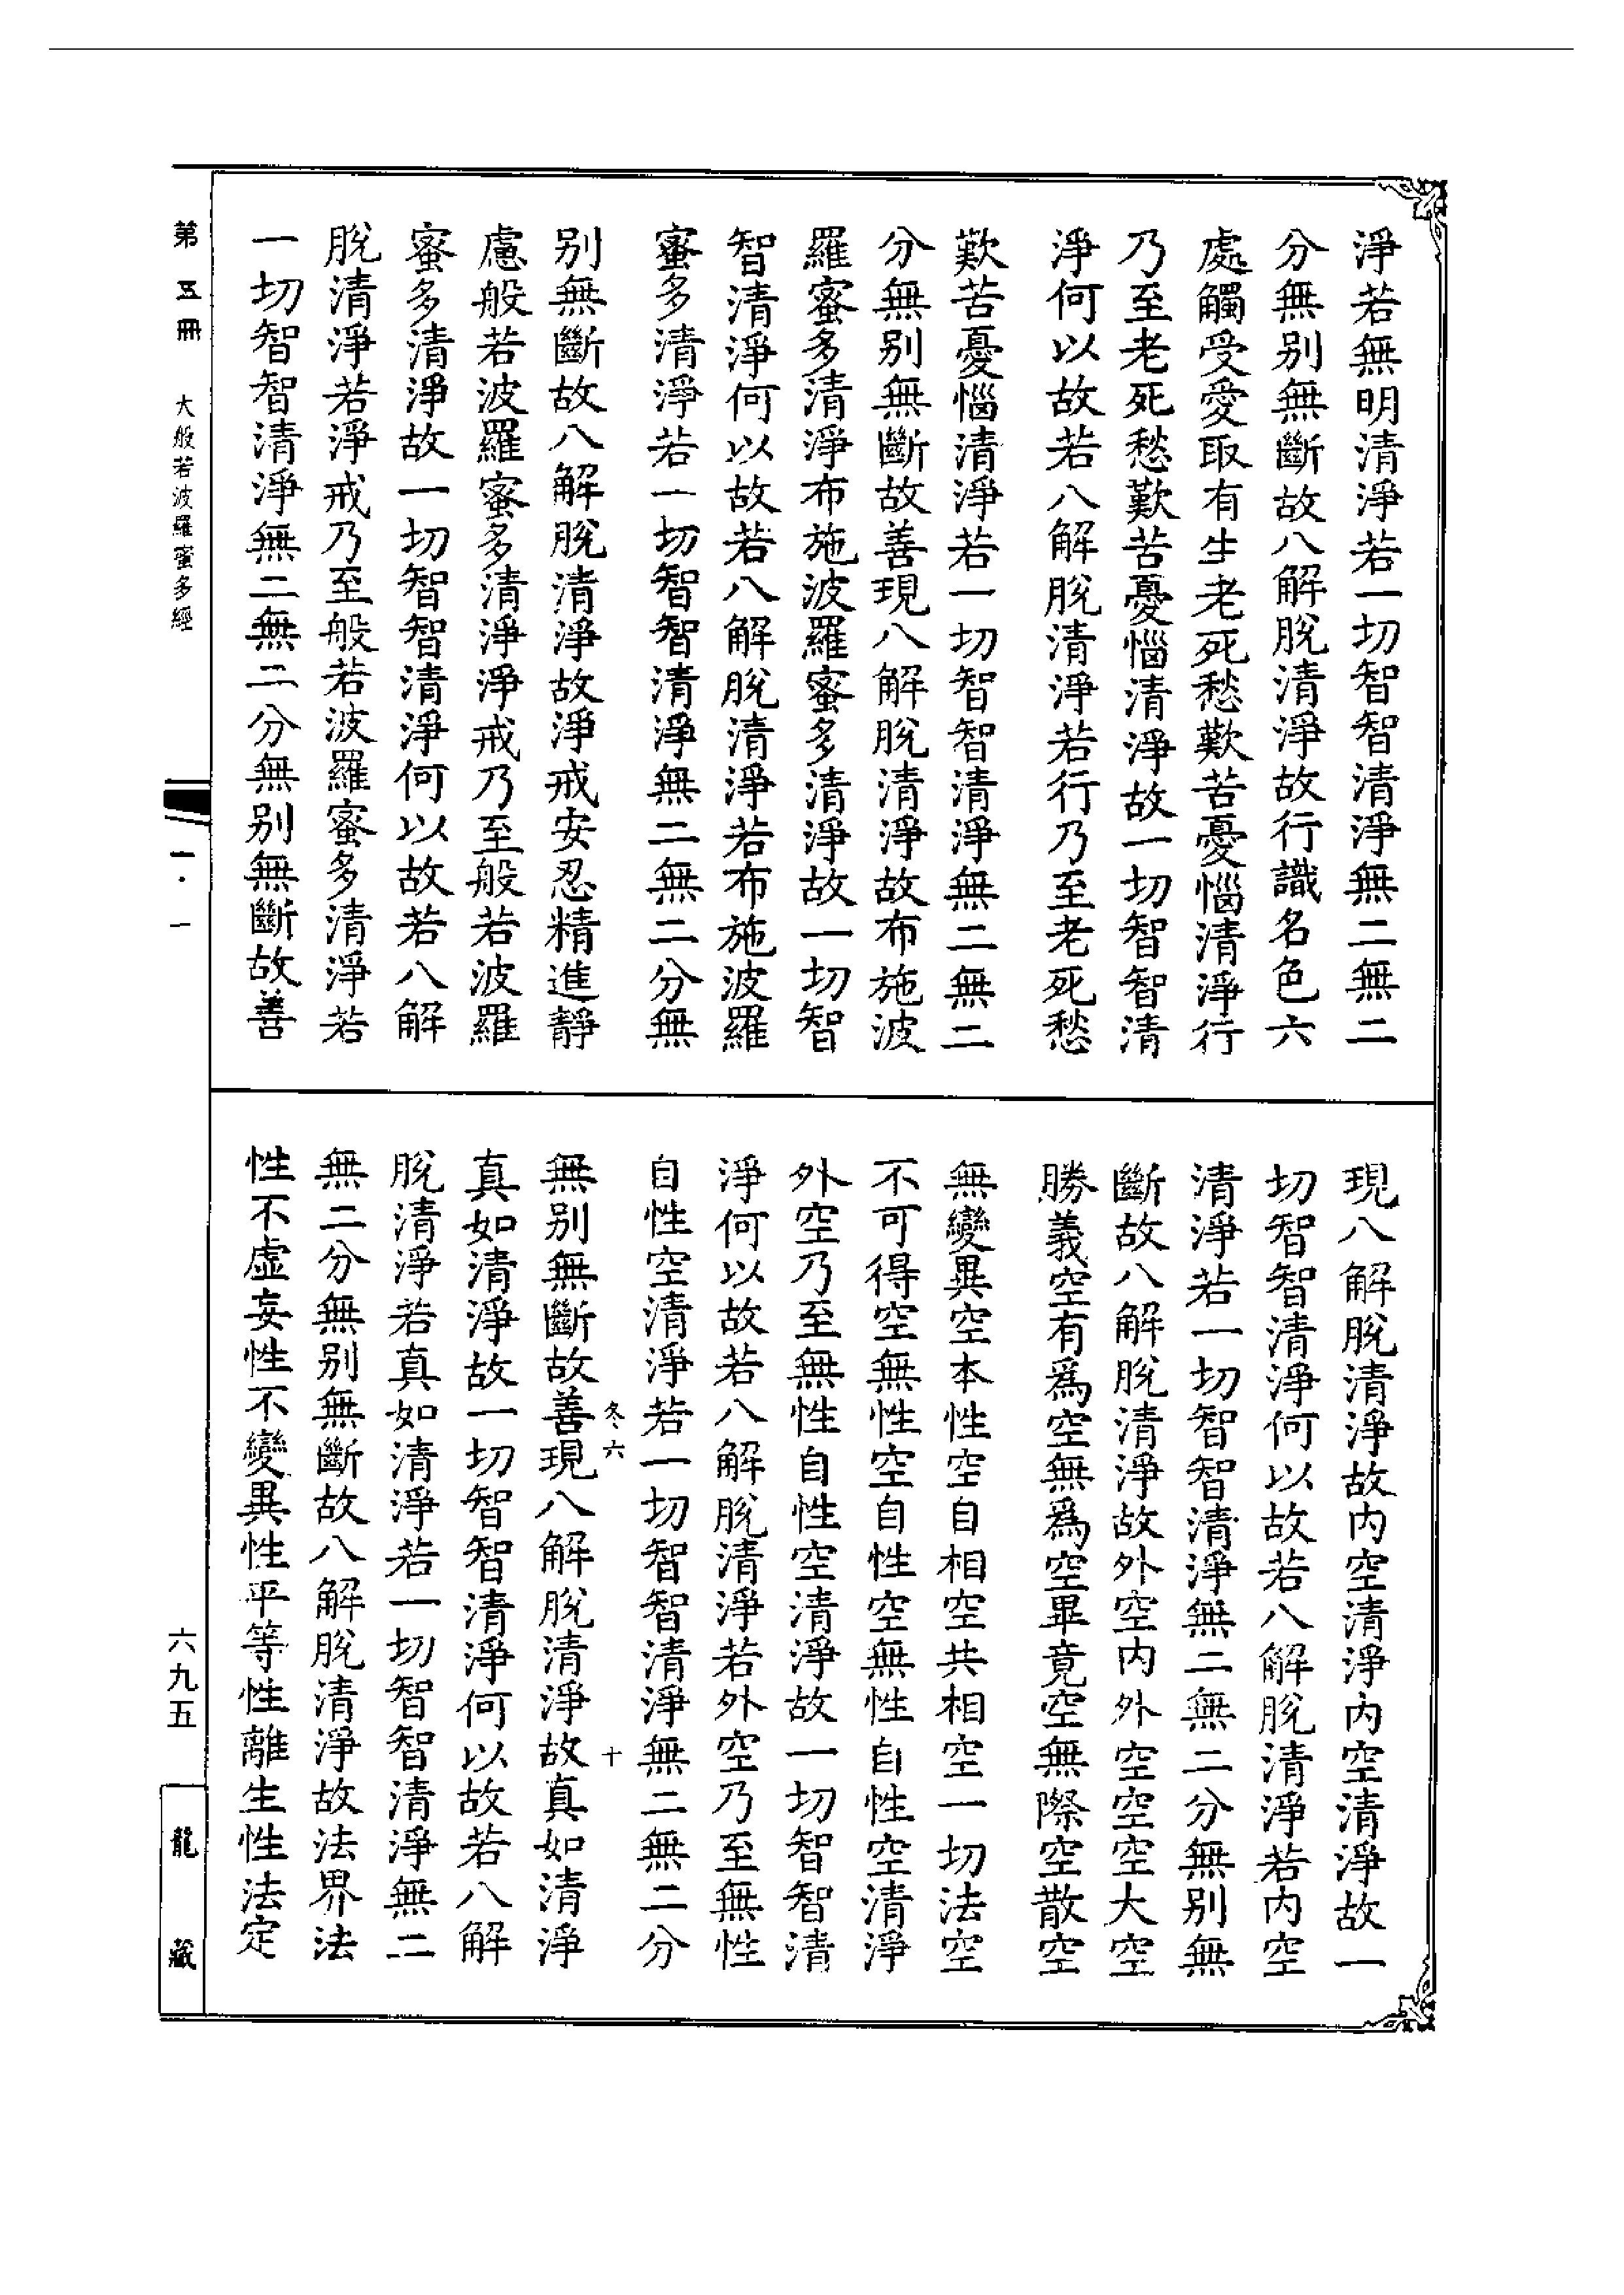 淨若無明清淨若一切智智清淨無二無二
分無别無斷故八解脫清淨故行識名色六
處觸受愛取有生老死愁歎苦憂惱清淨行
乃至老死愁歎苦憂惱清淨故一切智智清
淨何以故若八解脫清淨若行乃至老死愁
歎苦憂惱清淨若一切智智清淨無二無二
分無别無斷故善現八解脫清淨故布施波
羅蜜多清淨布施波羅蜜多清淨故一切智
智清淨何以故若八解脫清淨若布施波羅
蜜多清淨若一切智智清淨無二無二分無
别無斷故八解脫清淨故淨戒安忍精進靜
慮般若波羅蜜多清淨淨戒乃至般若波羅
蜜多清淨故一切智智清淨何以故若八解
脫清淨若淨戒乃至般若波羅蜜多清淨若
一切智智清淨無二無二分無别無斷故善
現八解脫清淨故内空清淨内空清淨故一
切智智清淨何以故若八解脫清淨若内空
清淨若一切智智清淨無二無二分無别無
斷故八解脫清淨故外空内外空空空大空
勝義空有爲空無爲空畢竟空無際空散空
無變異空本性空自相空共相空一切法空
不可得空無性空自性空無性自性空清淨
外空乃至無性自性空清淨故一切智智清
淨何以故若八解脫清淨若外空乃至無性
自性空清淨若一切智智清淨無二無二分
冬六 十
無别無斷故善現八解脫清淨故真如清淨
真如清淨故一切智智清淨何以故若八解
脫清淨若真如清淨若一切智智清淨無二
無二分無别無斷故八解脫清淨故法界法
性不虛妄性不變異性平等性離生性法定
第五冊 大般若波羅蜜多經 一·一 六九五 龍藏